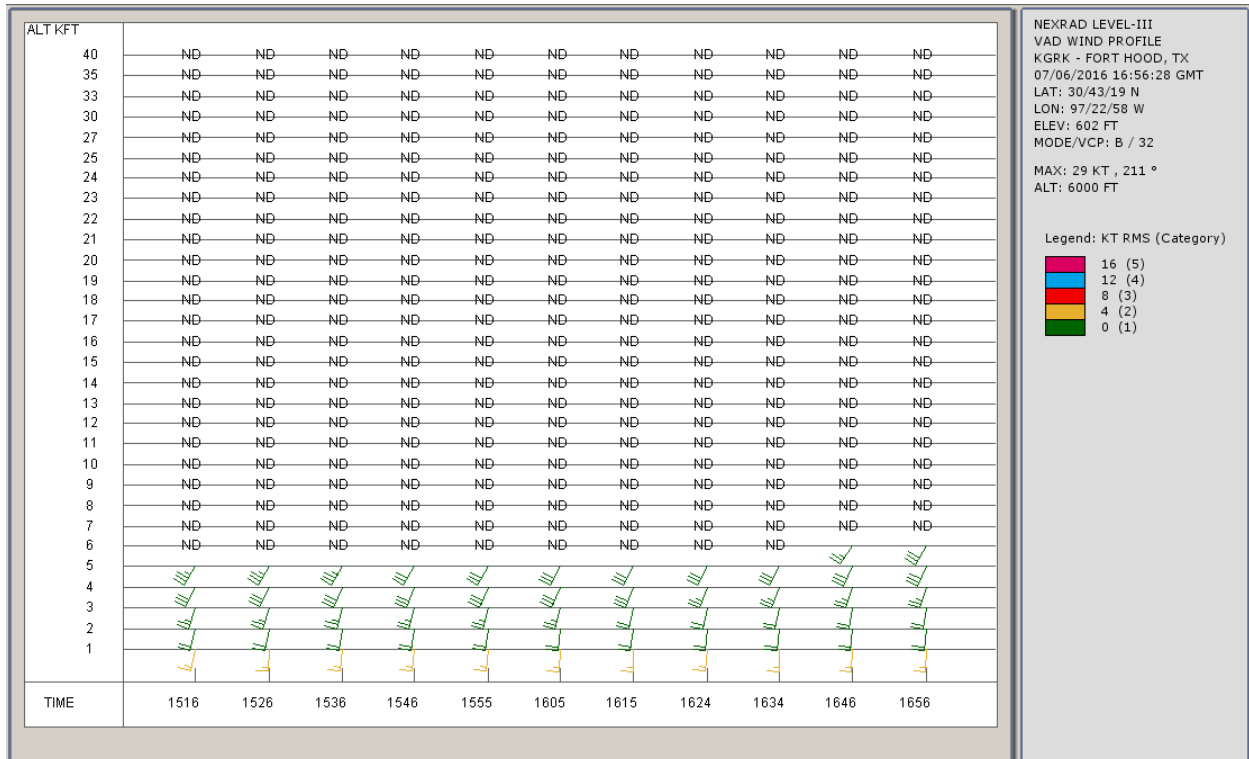 ALT KFT
40 ND ND ND ND ND ND ND ND ND ND ND
35 ND ND ND ND ND ND ND ND ND ND ND
33 ND ND ND ND ND ND ND ND ND ND ND
30 ND ND ND ND ND ND ND ND ND ND ND
27 ND ND ND ND ND ND ND ND ND ND ND
25 ND ND ND ND ND ND ND ND ND ND ND
24 ND ND ND ND ND ND ND ND ND ND ND
23 ND ND ND ND ND ND ND ND ND ND ND
22 ND ND ND ND ND ND ND ND ND ND ND
21 ND ND ND ND ND ND ND ND ND ND ND
20 ND ND ND ND ND ND ND ND ND ND ND
19 ND ND ND ND ND ND ND ND ND ND ND
18 ND ND ND ND ND ND ND ND ND ND ND
17 ND ND ND ND ND ND ND ND ND ND ND
16 ND ND ND ND ND ND ND ND ND ND ND
15 ND ND ND ND ND ND ND ND ND ND ND
14 ND ND ND ND ND ND ND ND ND ND ND
13 ND ND ND ND ND ND ND ND ND ND ND
12 ND ND ND ND ND ND ND ND ND ND ND
11 ND ND ND ND ND ND ND ND ND ND ND
10 ND ND ND ND ND ND ND ND ND ND ND
9 ND ND ND ND ND ND ND ND ND ND ND
8 ND ND ND ND ND ND ND ND ND ND ND
7 ND ND ND ND ND ND ND ND ND ND ND
6 ND ND ND ND ND ND ND ND ND
5
4
3
2
1
TIME 1516 1526 1536 1546 1555 1605 1615 1624 1634 1646 1656
NEXRAD LEVEL-III
VAD WIND PROFILE
KGRK - FORT HOOD, TX
07/06/2016 16:56:28 GMT
LAT: 30/43/19 N
LON: 97/22/58 W
ELEV: 602 FT
MODE/VCP: B / 32
MAX: 29 KT , 211 °
ALT: 6000 FT
Legend: KT RMS (Category)
16 (5)
12 (4)
8 (3)
4 (2)
0 (1)